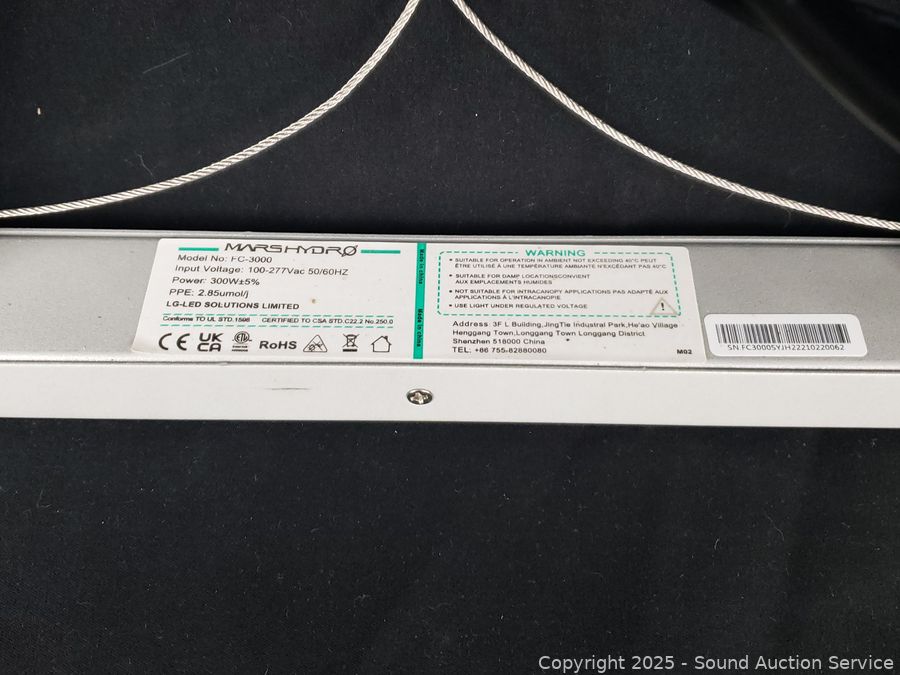 MARS HYDRO
Model No: FC-3000
Input Voltage: 100-277Vac 50/60HZ
Power: 300W±5%
PPE: 2.85umol/j
LG-LED SOLUTIONS LIMITED
Conforms TO UL STD.1598 CERTIFIED TO CSA STD.C22.2 No.250.0
CE UK CA RoHS
Made in china
Made in china
WARNING
• SUITABLE FOR OPERATION IN AMBIENT NOT EXCEEDING 40°C PEUT
ÊTRE UTILISÉ À UNE TEMPÉRATURE AMBIANTE N'EXCÉDANT PAS 40°C
• SUITABLE FOR DAMP LOCATIONSCONVIENT
AUX EMPLACEMENTS HUMIDES
• NOT SUITABLE FOR INTRACANOPY APPLICATIONS PAS ADAPTÉ AUX
APPLICATIONS À L'INTRACANOPIE
• USE LIGHT UNDER REGULATED VOLTAGE
Address: 3F L Building,JingTie Industral Park,He'ao Village
Henggang Town,Longgang Town Longgang District
Shenzhen 518000 China
TEL: +86 755-82880080
MG2
SN:FC3000SYJH22210220062
Copyright 2025 - Sound Auction Service